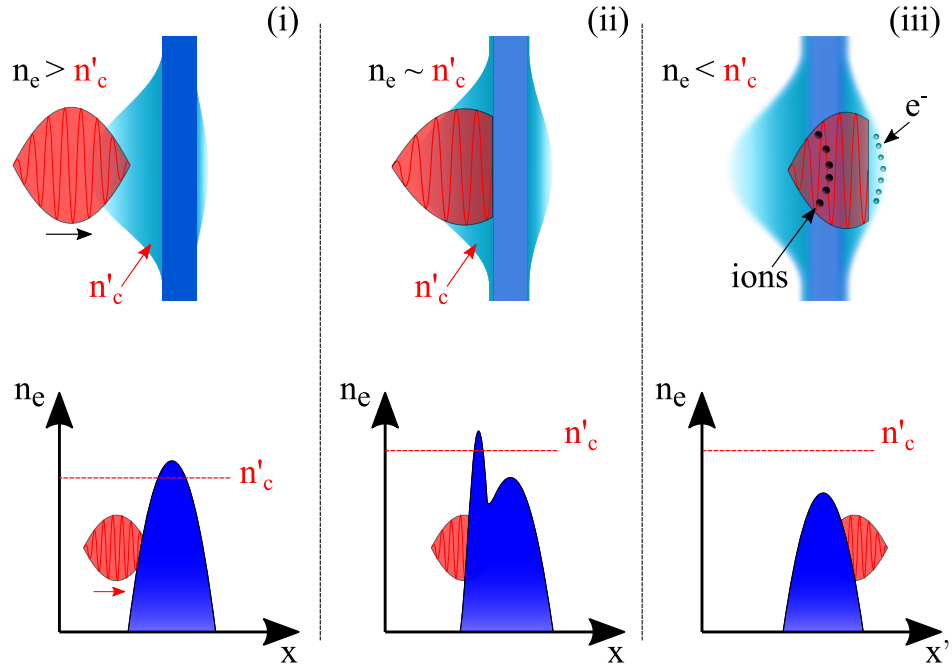 (i)
nₑ > n'c
n'c
(ii)
nₑ ~ n'c
n'c
(iii)
nₑ < n'c
e⁻
ions
nₑ
n'c
x
nₑ
n'c
x
nₑ
n'c
x,